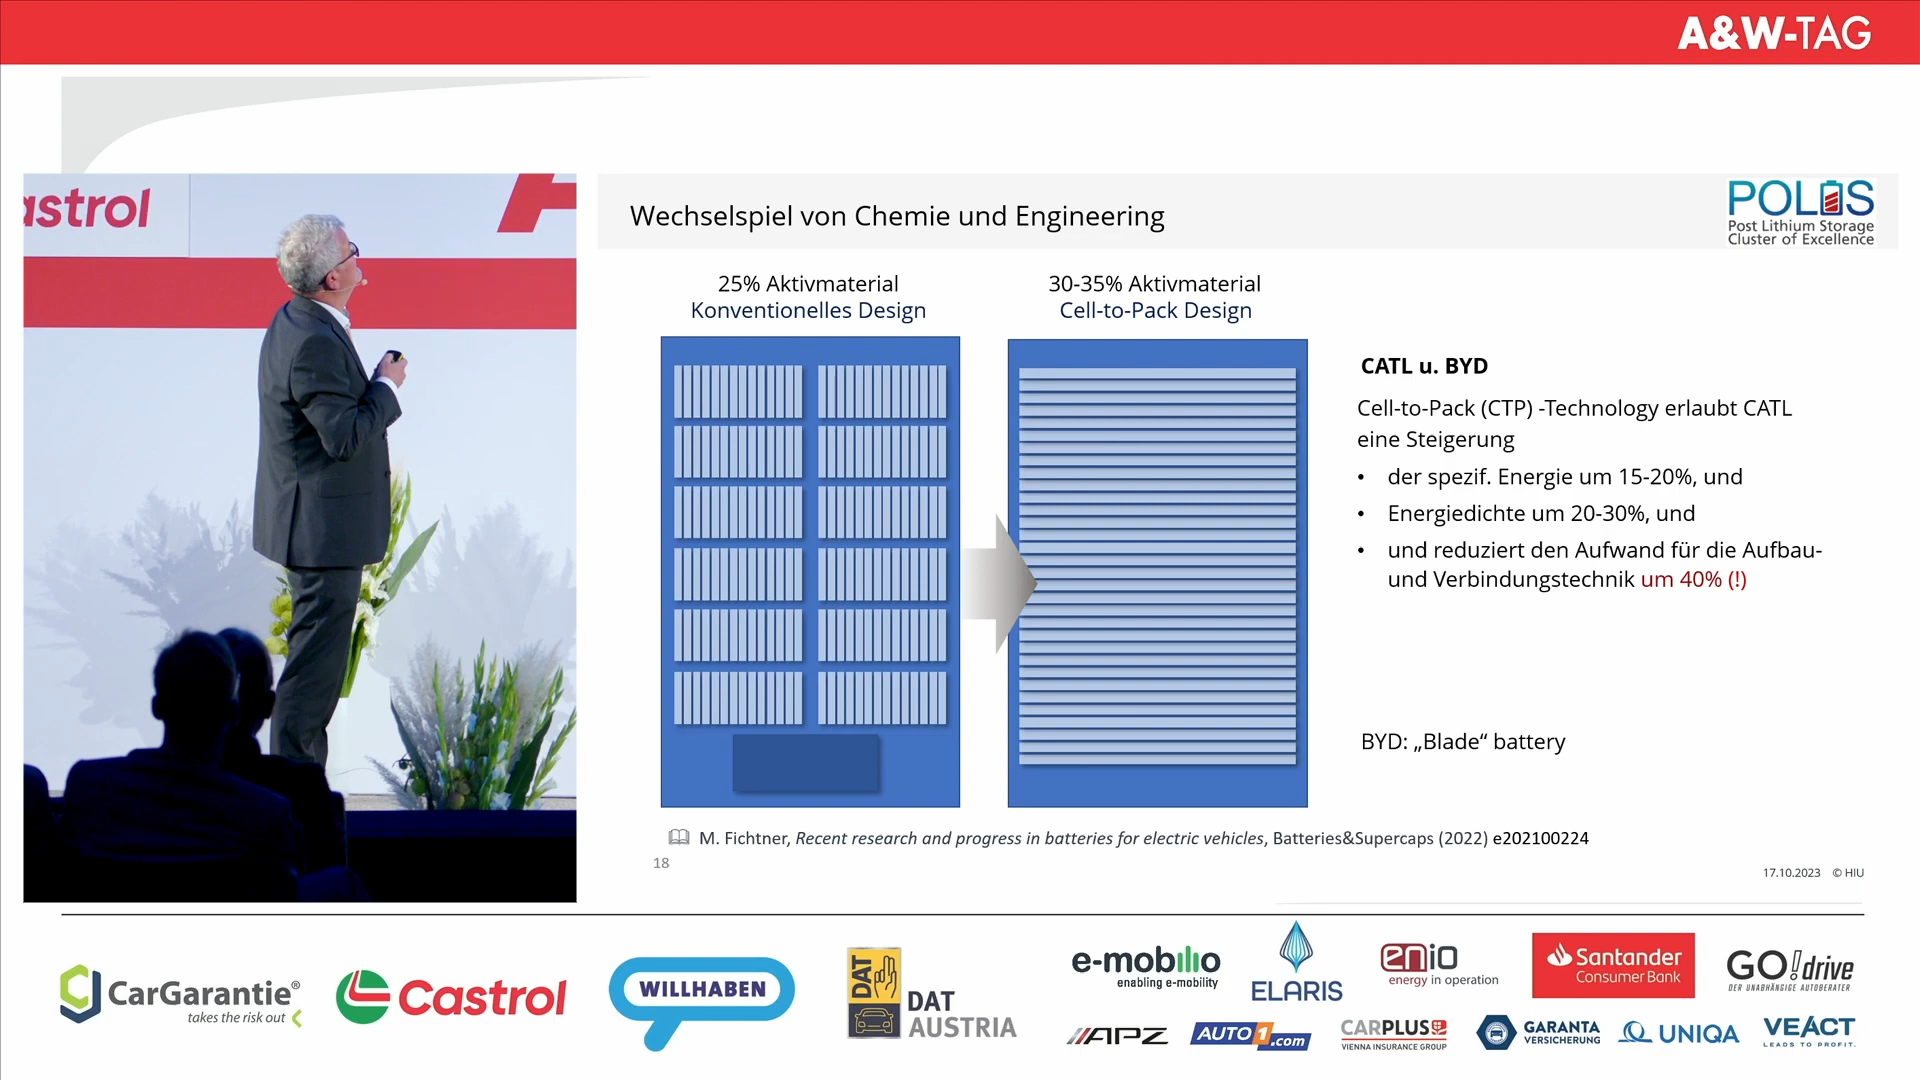 A&W-TAG
astrol
Wechselspiel von Chemie und Engineering
POLiS
Post Lithium Storage
Cluster of Excellence
25% Aktivmaterial
Konventionelles Design
30-35% Aktivmaterial
Cell-to-Pack Design
CATL u. BYD
Cell-to-Pack (CTP) -Technology erlaubt CATL
eine Steigerung
• der spezif. Energie um 15-20%, und
• Energiedichte um 20-30%, und
• und reduziert den Aufwand für die Aufbau-
und Verbindungstechnik um 40% (!)
BYD: „Blade“ battery
M. Fichtner, Recent research and progress in batteries for electric vehicles, Batteries&Supercaps (2022) e202100224
18
17.10.2023 © HIU
CarGarantie®
takes the risk out
Castrol
WILLHABEN
DAT
DAT
AUSTRIA
e-mobilio
enabling e-mobility
ELARIS
enio
energy in operation
Santander
Consumer Bank
GO!drive
DER UNABHÄNGIGE AUTOBERATER
APZ
AUTO1.com
CARPLUS
VIENNA INSURANCE GROUP
GARANTA
VERSICHERUNG
UNIQA
VEACT
LEADS TO PROFIT.